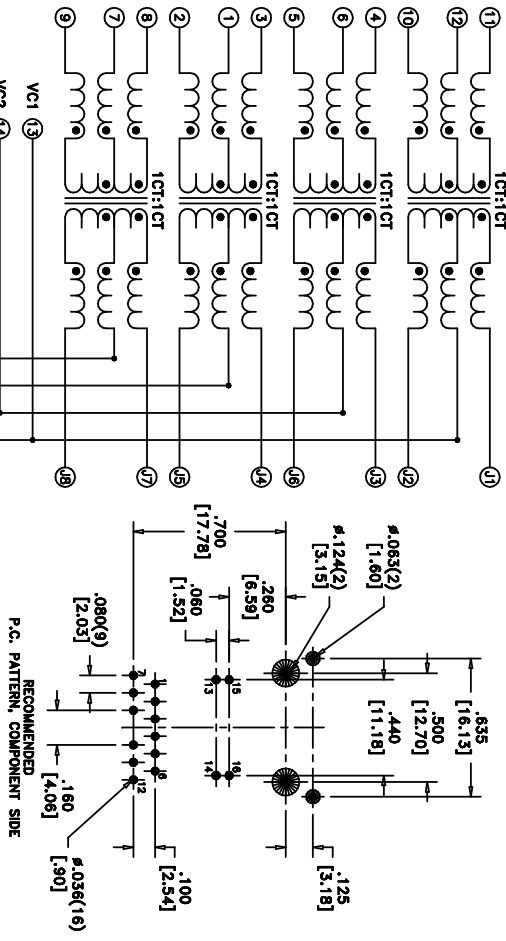 11
12
10
4
6
5
3
1
2
8
7
9
1CT:1CT
1CT:1CT
1CT:1CT
1CT:1CT
VC1 13
VC2 14
J1
J2
J3
J6
J4
J5
J7
J8
.635
[16.13]
.500
[12.70]
.440
[11.18]
.125
[3.18]
ø.063(2)
[1.60]
ø.124(2)
[3.15]
.260
[6.59]
.060
[1.52]
.700
[17.78]
.080(9)
[2.03]
.160
[4.06]
.100
[2.54]
ø.036(16)
[.90]
15
13
16
14
1
7
8
12
RECOMMENDED
P.C. PATTERN, COMPONENT SIDE